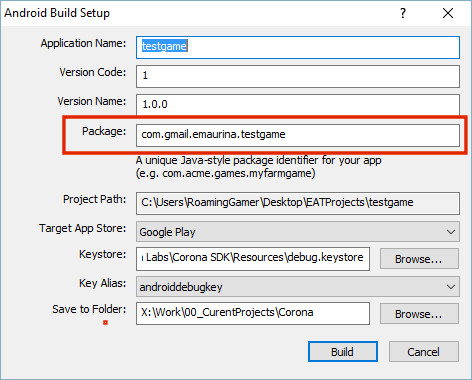 Android Build Setup
Application Name: testgame
Version Code: 1
Version Name: 1.0.0
Package: com.gmail.emaurina.testgame
A unique Java-style package identifier for your app
(e.g. com.acme.games.myfarmgame)
Project Path: C:\Users\RoamingGamer\Desktop\EATProjects\testgame
Target App Store: Google Play
Keystore: Labs\Corona SDK\Resources\debug.keystore Browse...
Key Alias: androiddebugkey
Save to Folder: X:\Work\00_CurentProjects\Corona Browse...
Build Cancel